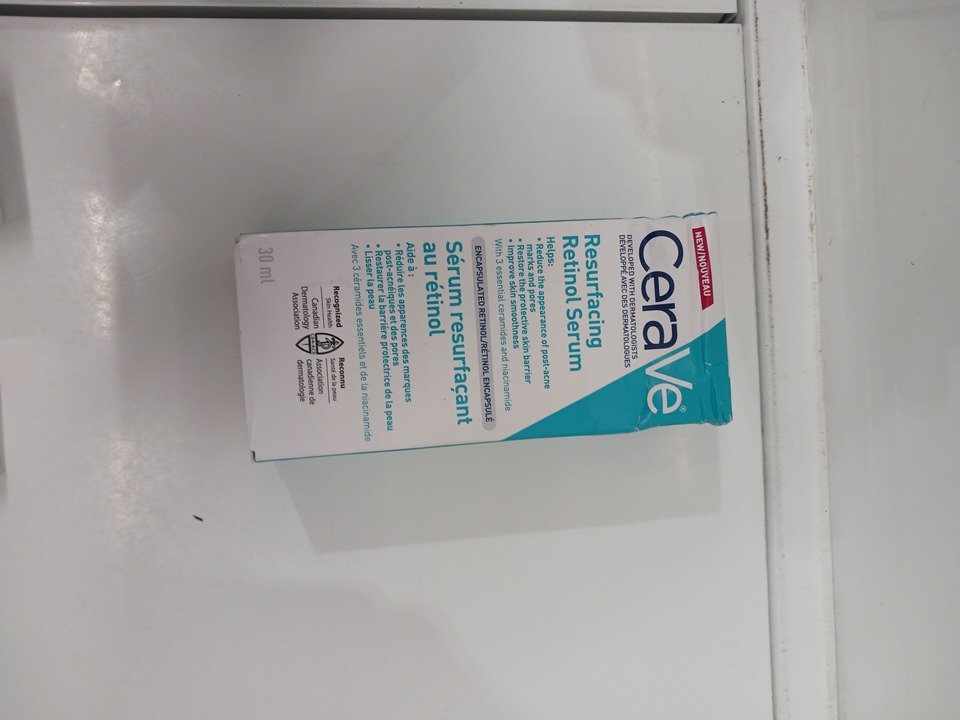 NEW/NOUVEAU
CeraVe®
DEVELOPED WITH DERMATOLOGISTS
DÉVELOPPÉ AVEC DES DERMATOLOGUES
Resurfacing
Retinol Serum
Helps:
• Reduce the appearance of post-acne
marks and pores
• Restore the protective skin barrier
• Improve skin smoothness
With 3 essential ceramides and niacinamide
ENCAPSULATED RETINOL/RÉTINOL ENCAPSULÉ
Sérum resurfaçant
au rétinol
Aide à :
• Réduire les apparences des marques
post-acnéiques et des pores
• Restaurer la barrière protectrice de la peau
• Lisser la peau
Avec 3 céramides essentiels et de la niacinamide
Recognized
Skin Health
Canadian
Dermatology
Association
Reconnu
Santé de la peau
Association
canadienne de
dermatologie
30 ml